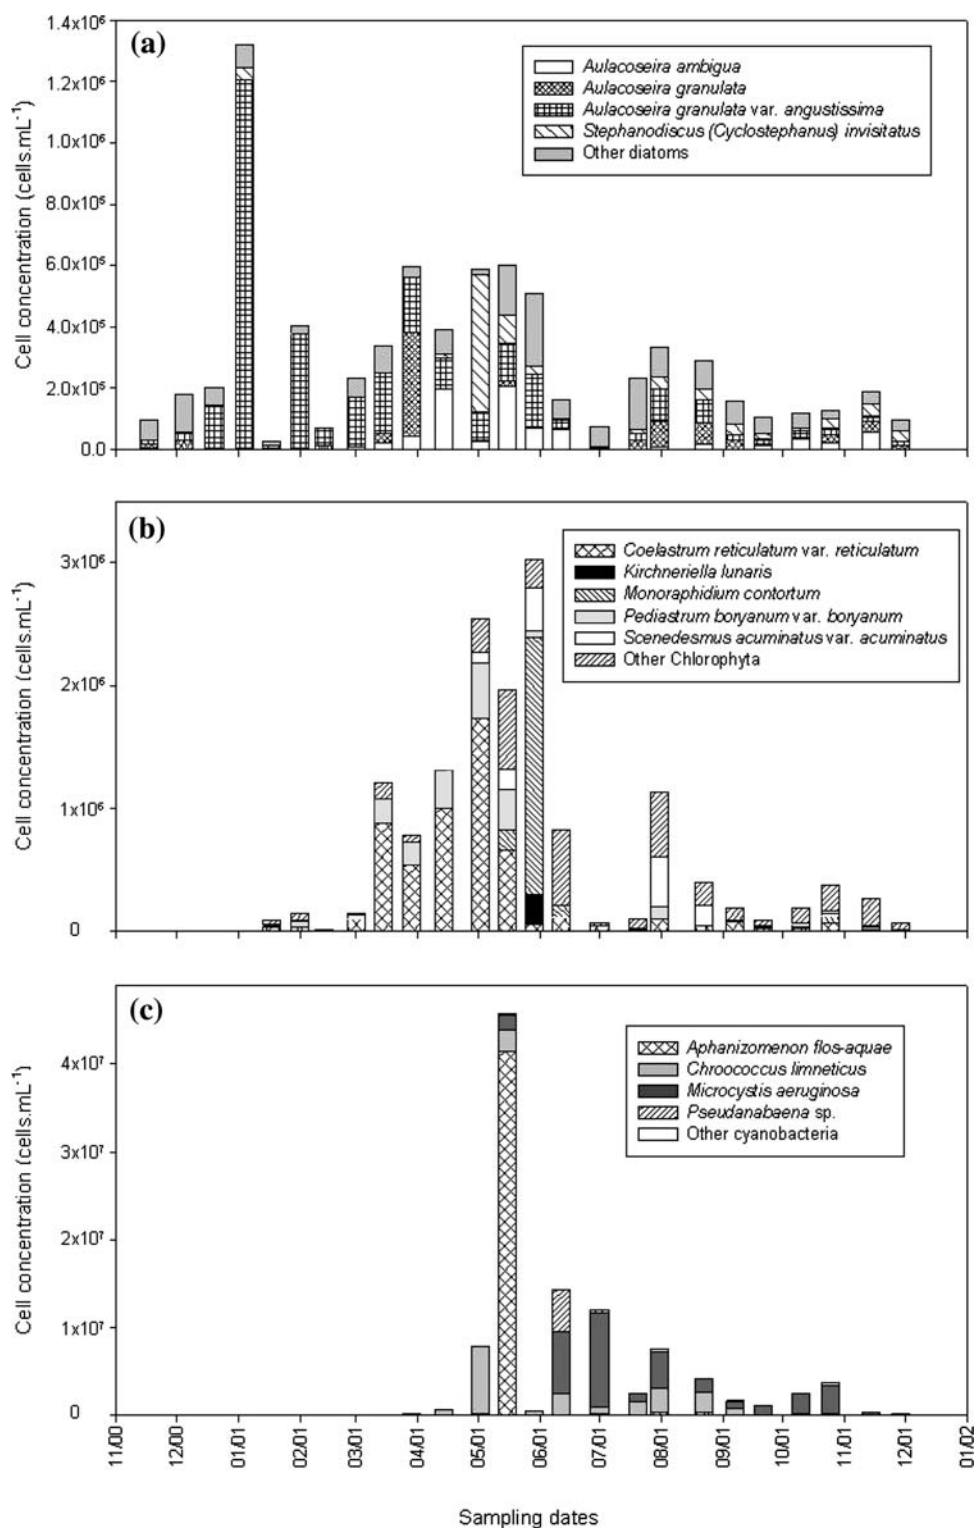 (a)
1.4x10⁶
1.2x10⁶
1.0x10⁶
8.0x10⁵
6.0x10⁵
4.0x10⁵
2.0x10⁵
0.0
Cell concentration (cells.mL⁻¹)
Aulacoseira ambigua
Aulacoseira granulata
Aulacoseira granulata var. angustissima
Stephanodiscus (Cyclostephanus) invisitatus
Other diatoms
(b)
3x10⁶
2x10⁶
1x10⁶
0
Cell concentration (cells.mL⁻¹)
Coelastrum reticulatum var. reticulatum
Kirchneriella lunaris
Monoraphidium contortum
Pediastrum boryanum var. boryanum
Scenedesmus acuminatus var. acuminatus
Other Chlorophyta
(c)
4x10⁷
3x10⁷
2x10⁷
1x10⁷
0
Cell concentration (cells.mL⁻¹)
Aphanizomenon flos-aquae
Chroococcus limneticus
Microcystis aeruginosa
Pseudanabaena sp.
Other cyanobacteria
11/00
12/00
01/01
02/01
03/01
04/01
05/01
06/01
07/01
08/01
09/01
10/01
11/01
12/01
01/02
Sampling dates